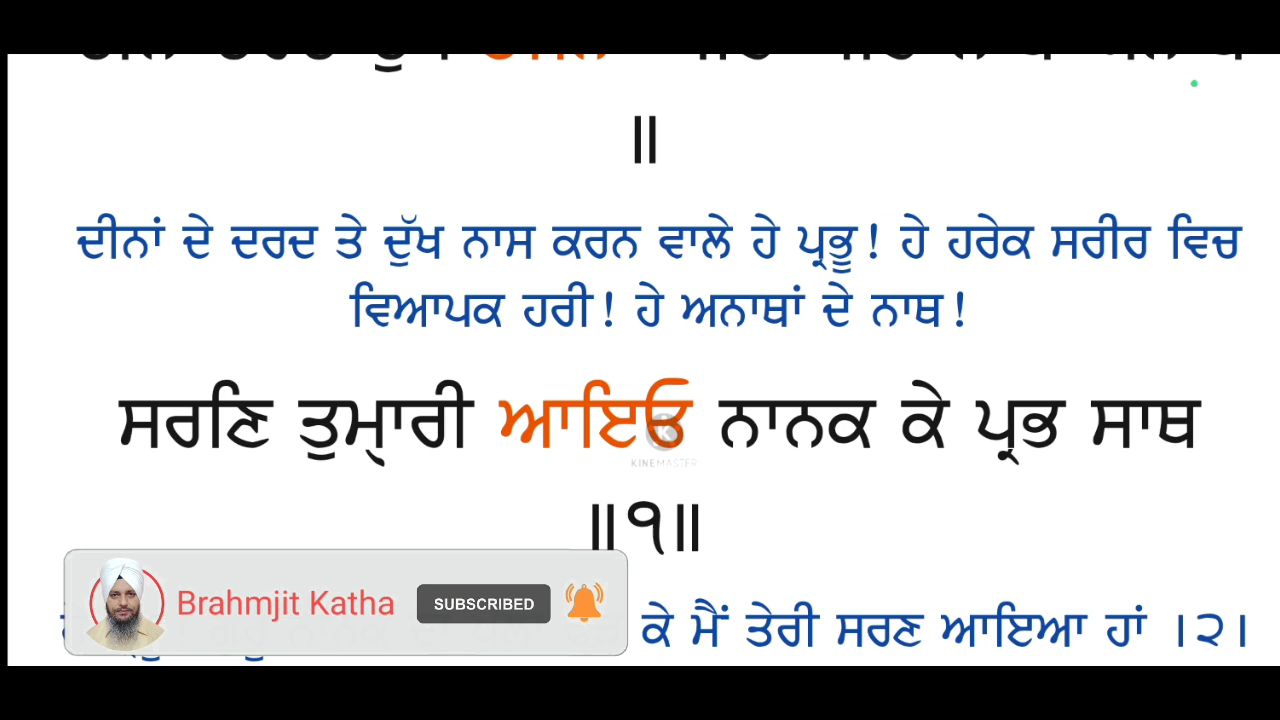 ॥
ਦੀਨਾਂ ਦੇ ਦਰਦ ਤੇ ਦੁੱਖ ਨਾਸ ਕਰਨ ਵਾਲੇ ਹੇ ਪ੍ਰਭੂ! ਹੇ ਹਰੇਕ ਸਰੀਰ ਵਿਚ
ਵਿਆਪਕ ਹਰੀ! ਹੇ ਅਨਾਥਾਂ ਦੇ ਨਾਥ!
ਸਰਣਿ ਤੁਮ੍ਹਾਰੀ ਆਇਓ ਨਾਨਕ ਕੇ ਪ੍ਰਭ ਸਾਥ
KINEMASTER
॥੧॥
Brahmjit Katha SUBSCRIBED
ਕੇ ਮੈਂ ਤੇਰੀ ਸਰਣ ਆਇਆ ਹਾਂ ।੨।